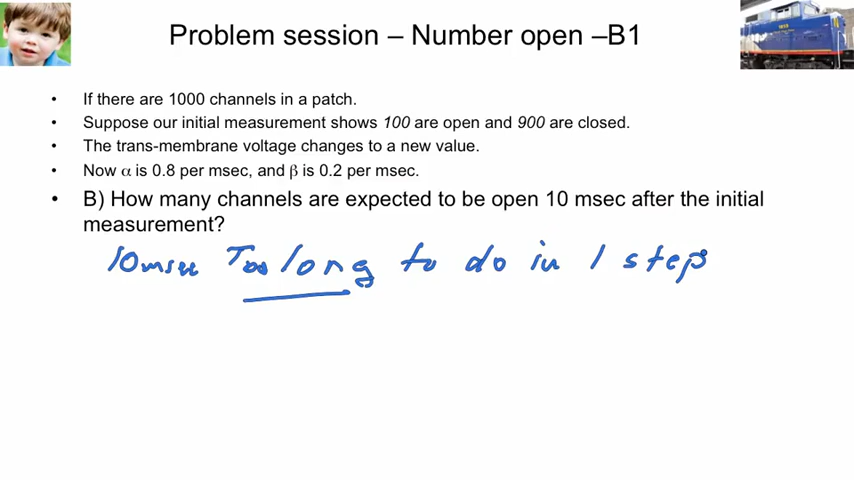 Problem session – Number open –B1
• If there are 1000 channels in a patch.
• Suppose our initial measurement shows 100 are open and 900 are closed.
• The trans-membrane voltage changes to a new value.
• Now α is 0.8 per msec, and β is 0.2 per msec.
• B) How many channels are expected to be open 10 msec after the initial
measurement?
10msec Too long to do in 1 step